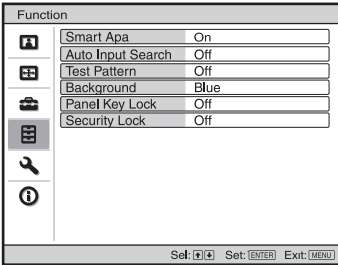 Function
Smart Apa On
Auto Input Search Off
Test Pattern Off
Background Blue
Panel Key Lock Off
Security Lock Off
Sel: Set: ENTER Exit: MENU